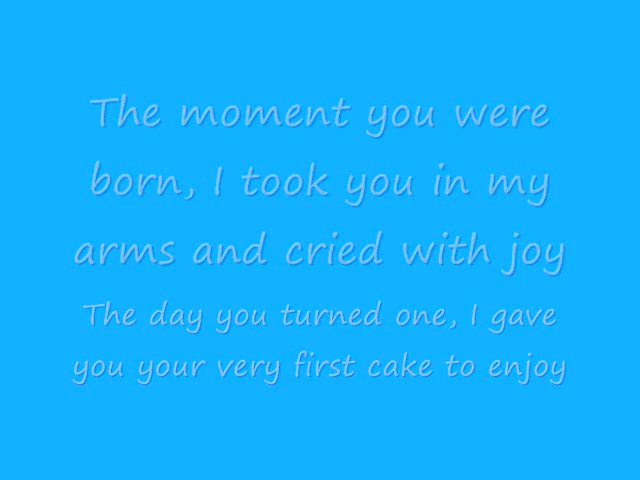 The moment you were
born, I took you in my
arms and cried with joy
The day you turned one, I gave
you your very first cake to enjoy